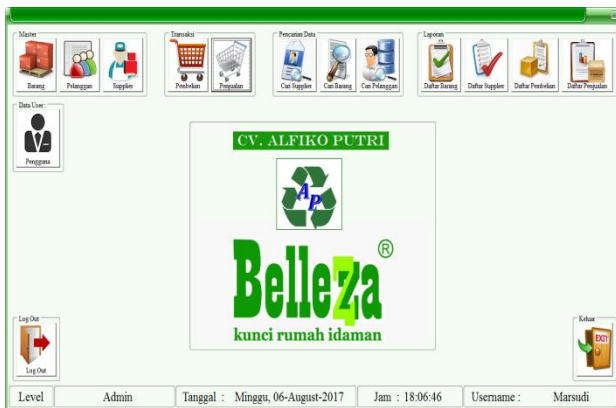 Master
Transaksi
Pencarian Data
Laporan
Barang Pelanggan Supplier Pembelian Penjualan Cari Supplier Cari Barang Cari Pelanggan Daftar Barang Daftar Supplier Daftar Pembelian Daftar Penjualan
Data User :
Pengguna
CV. ALFIKO PUTRI
AP
Belleza®
kunci rumah idaman
Log Out
Log Out
Keluar
EXIT
Level Admin Tanggal : Minggu, 06-August-2017 Jam : 18:06:46 Username : Marsudi